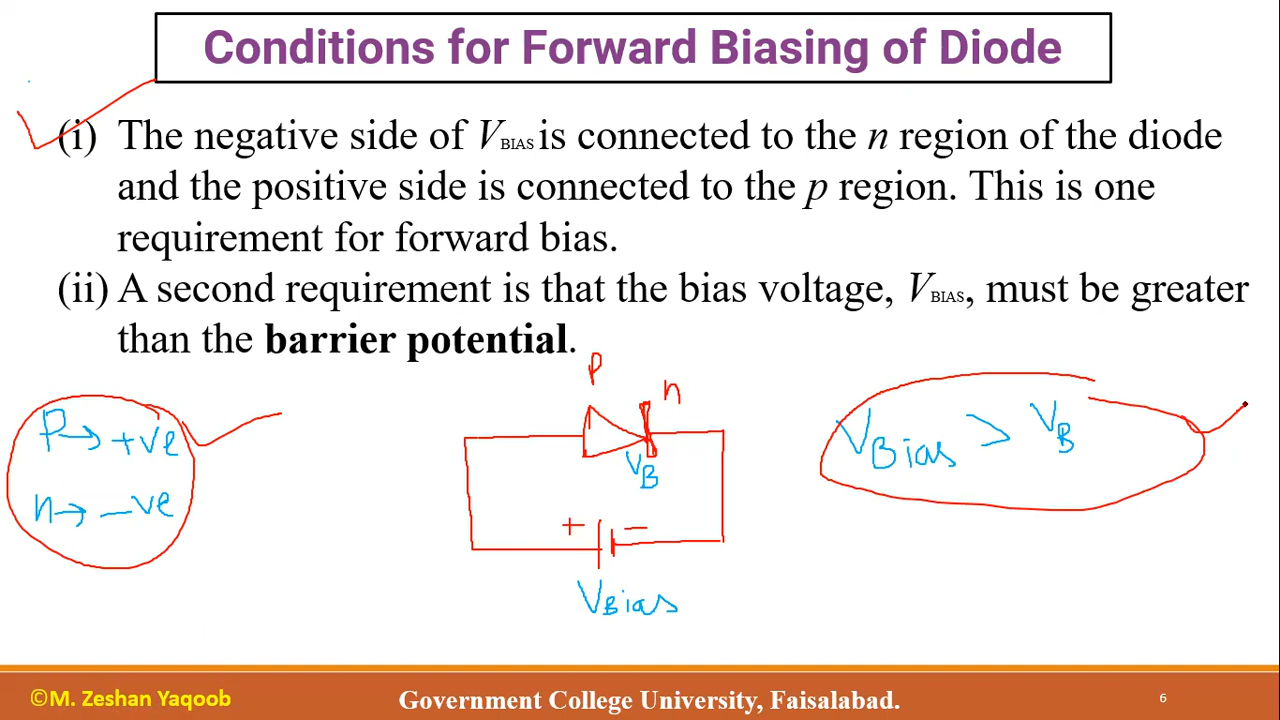 Conditions for Forward Biasing of Diode
(i) The negative side of VBIAS is connected to the n region of the diode
and the positive side is connected to the p region. This is one
requirement for forward bias.
(ii) A second requirement is that the bias voltage, VBIAS, must be greater
than the barrier potential.
P → +ve
n → -ve
P
n
VB
+ -
VBias
VBias > VB
©M. Zeshan Yaqoob
Government College University, Faisalabad.
6